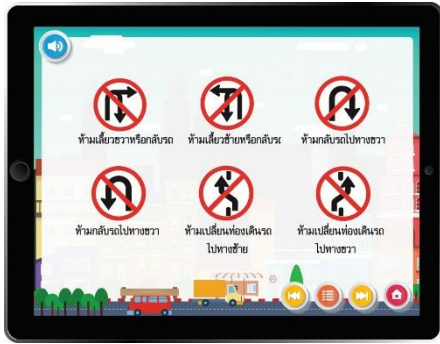 ห้ามเลี้ยวขวาหรือกลับรถ
ห้ามเลี้ยวซ้ายหรือกลับรถ
ห้ามกลับรถไปทางขวา
ห้ามกลับรถไปทางขวา
ห้ามเปลี่ยนท่องเดินรถ
ไปทางซ้าย
ห้ามเปลี่ยนท่องเดินรถ
ไปทางขวา